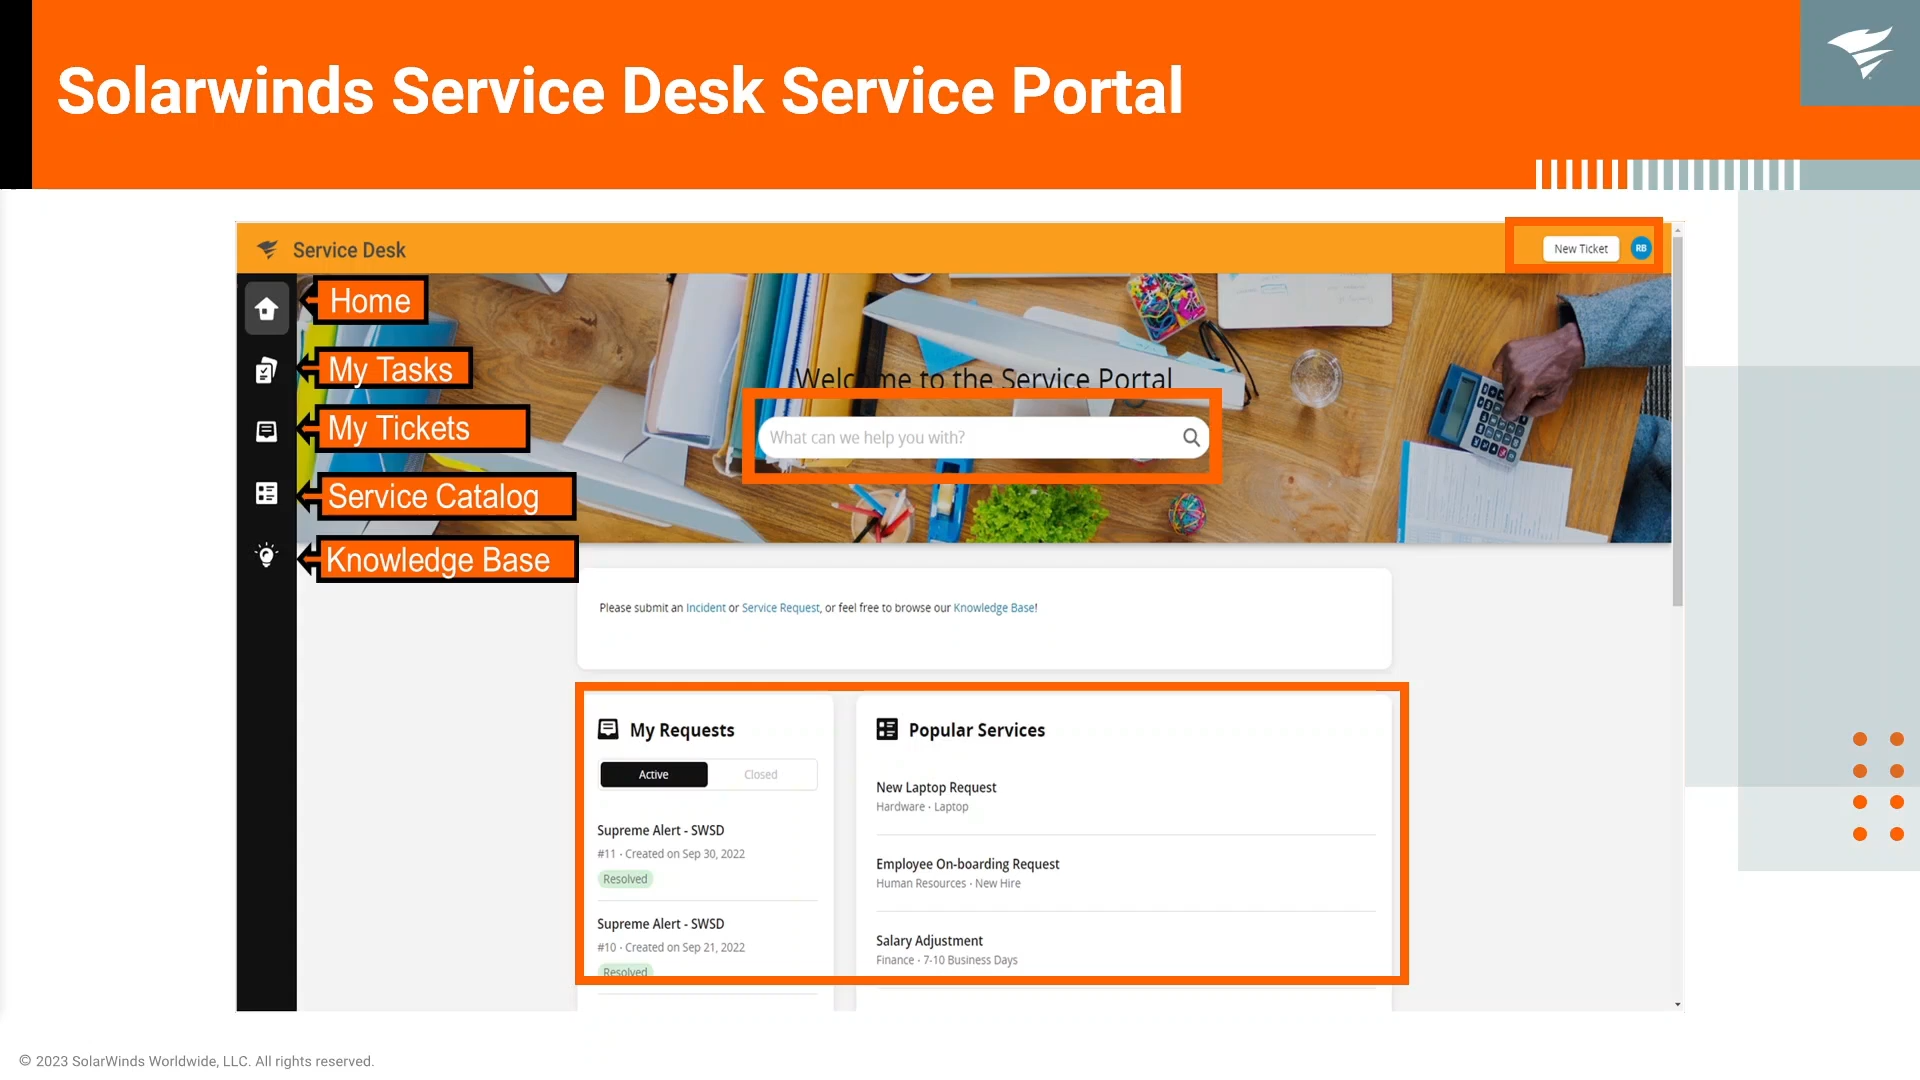 Solarwinds Service Desk Service Portal
Service Desk
New Ticket
RB
Home
My Tasks
My Tickets
Service Catalog
Knowledge Base
Welcome to the Service Portal
What can we help you with?
Please submit an Incident or Service Request, or feel free to browse our Knowledge Base!
My Requests
Active
Closed
Supreme Alert - SWSD
#11 · Created on Sep 30, 2022
Resolved
Supreme Alert - SWSD
#10 · Created on Sep 21, 2022
Resolved
Popular Services
New Laptop Request
Hardware · Laptop
Employee On-boarding Request
Human Resources · New Hire
Salary Adjustment
Finance · 7-10 Business Days
© 2023 SolarWinds Worldwide, LLC. All rights reserved.